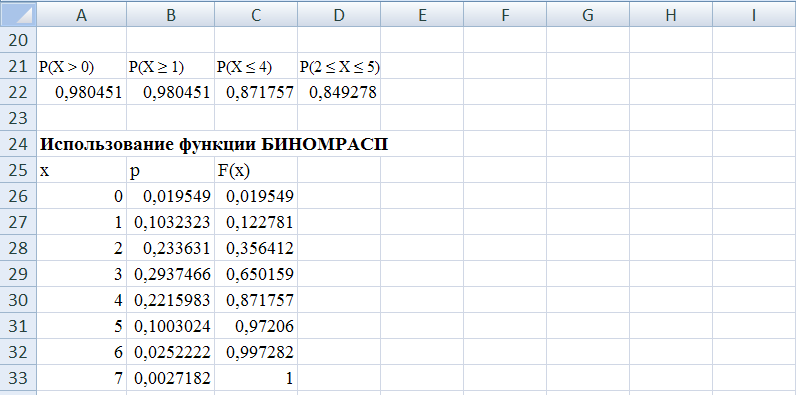 A B C D E F G H I
20
21 P(X > 0) P(X ≥ 1) P(X ≤ 4) P(2 ≤ X ≤ 5)
22 0,980451 0,980451 0,871757 0,849278
23
24 Использование функции БИНОМРАСП
25 x p F(x)
26 0 0,019549 0,019549
27 1 0,1032323 0,122781
28 2 0,233631 0,356412
29 3 0,2937466 0,650159
30 4 0,2215983 0,871757
31 5 0,1003024 0,97206
32 6 0,0252222 0,997282
33 7 0,0027182 1